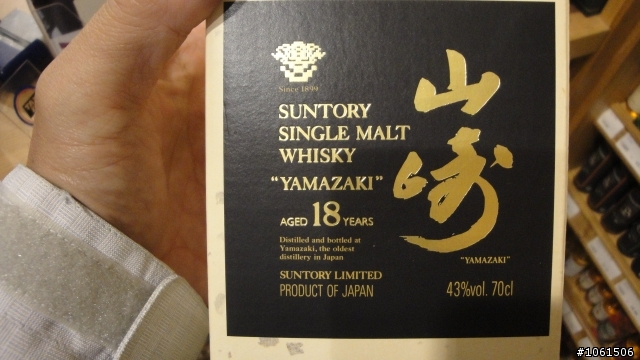 Since 1899
SUNTORY
SINGLE MALT
WHISKY
"YAMAZAKI"
AGED 18 YEARS
Distilled and bottled at
Yamazaki, the oldest
distillery in Japan
SUNTORY LIMITED
PRODUCT OF JAPAN
山
崎
"YAMAZAKI"
43%vol. 70cl
#1061506